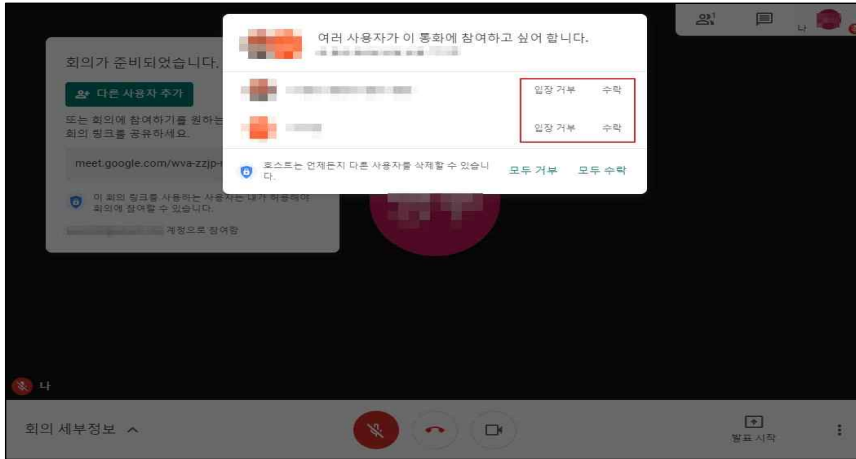 여러 사용자가 이 통화에 참여하고 싶어 합니다.
입장 거부 수락
입장 거부 수락
호스트는 언제든지 다른 사용자를 삭제할 수 있습니
다.
모두 거부 모두 수락
회의가 준비되었습니다.
다른 사용자 추가
또는 회의에 참여하기를 원하는
회의 링크를 공유하세요.
meet.google.com/wva-zzjp-
이 회의 링크를 사용하는 사용자는 내가 허용해야
회의에 참여할 수 있습니다.
계정으로 참여함
1
나
나
회의 세부정보
발표 시작